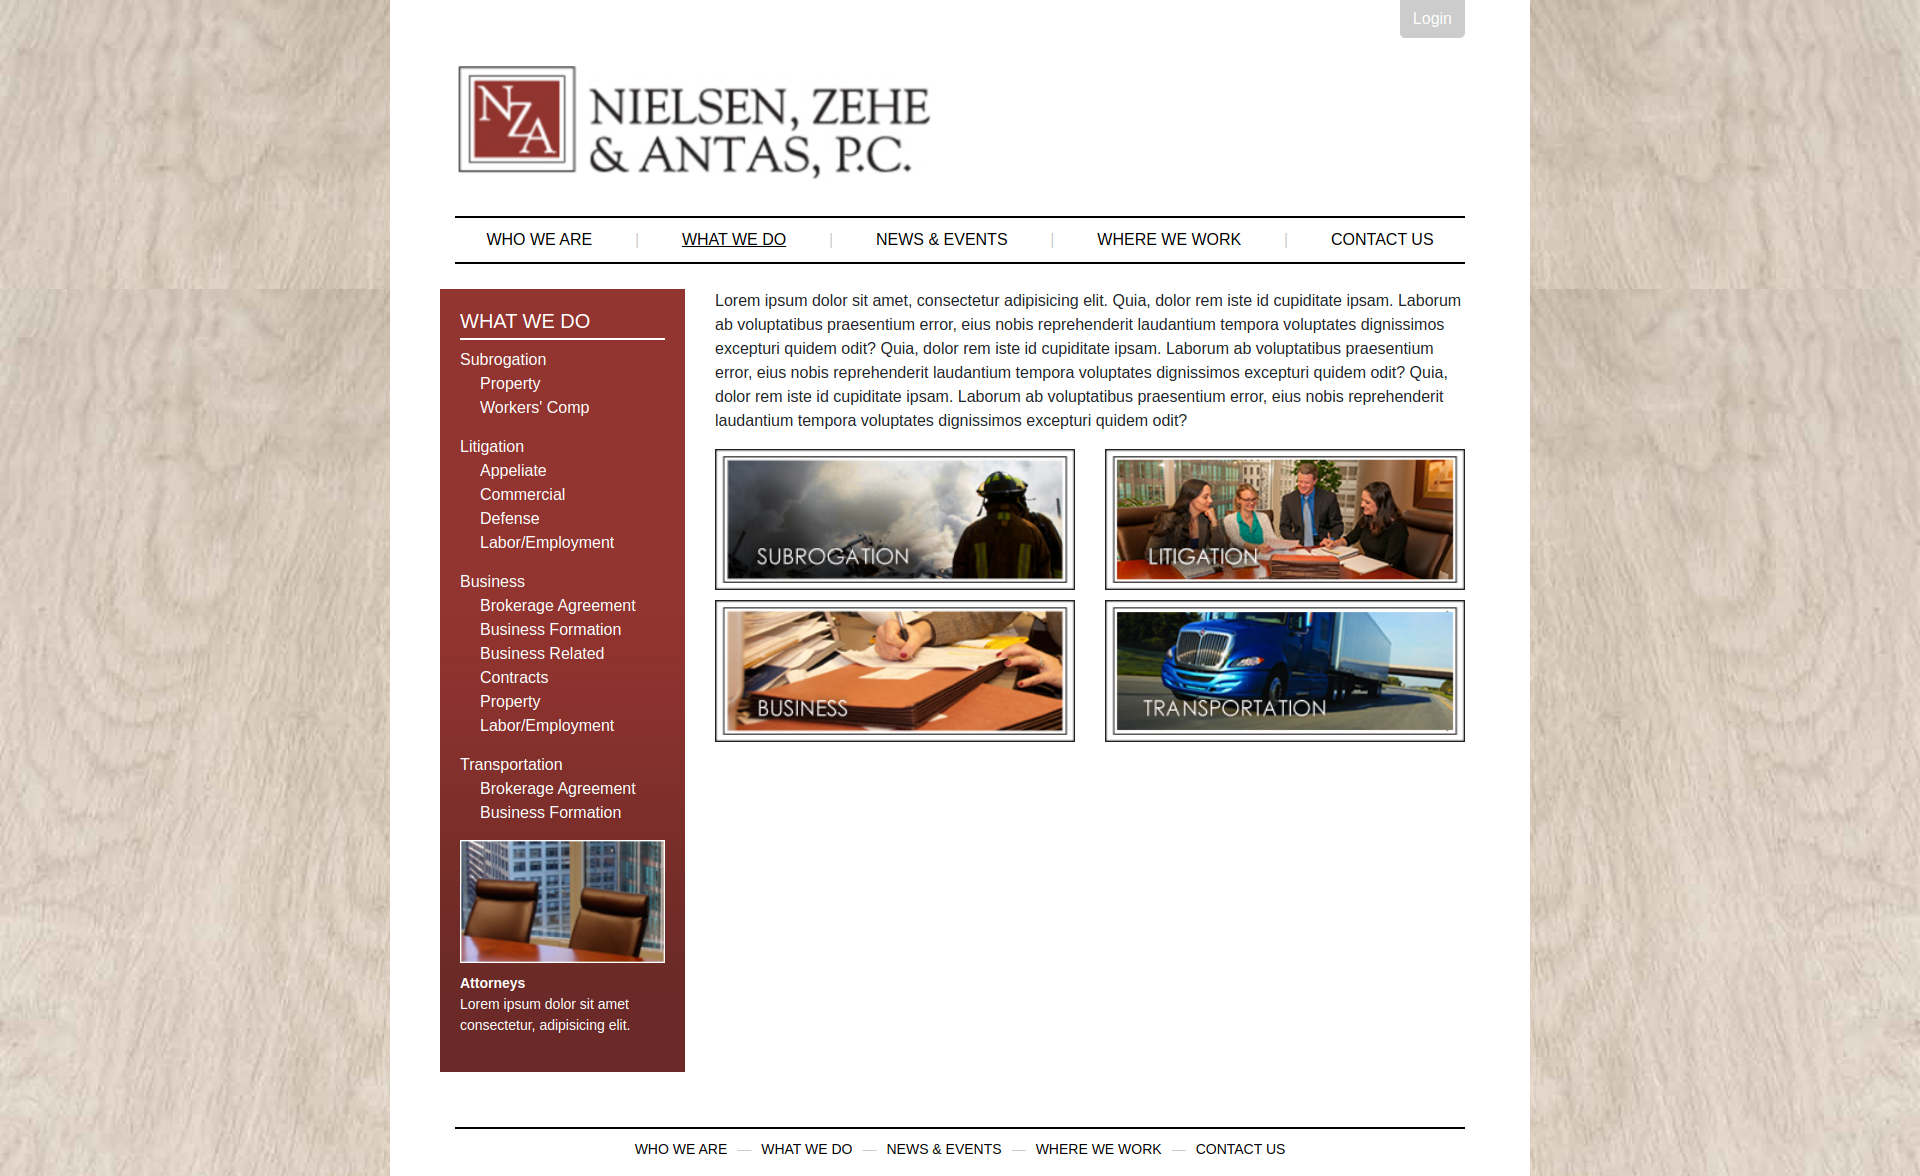 Login
NZA
NIELSEN, ZEHE
& ANTAS, P.C.
WHO WE ARE | WHAT WE DO | NEWS & EVENTS | WHERE WE WORK | CONTACT US
WHAT WE DO
Subrogation
Property
Workers' Comp
Litigation
Appeliate
Commercial
Defense
Labor/Employment
Business
Brokerage Agreement
Business Formation
Business Related
Contracts
Property
Labor/Employment
Transportation
Brokerage Agreement
Business Formation
Attorneys
Lorem ipsum dolor sit amet
consectetur, adipisicing elit.
Lorem ipsum dolor sit amet, consectetur adipisicing elit. Quia, dolor rem iste id cupiditate ipsam. Laborum
ab voluptatibus praesentium error, eius nobis reprehenderit laudantium tempora voluptates dignissimos
excepturi quidem odit? Quia, dolor rem iste id cupiditate ipsam. Laborum ab voluptatibus praesentium
error, eius nobis reprehenderit laudantium tempora voluptates dignissimos excepturi quidem odit? Quia,
dolor rem iste id cupiditate ipsam. Laborum ab voluptatibus praesentium error, eius nobis reprehenderit
laudantium tempora voluptates dignissimos excepturi quidem odit?
SUBROGATION
LITIGATION
BUSINESS
TRANSPORTATION
WHO WE ARE — WHAT WE DO — NEWS & EVENTS — WHERE WE WORK — CONTACT US